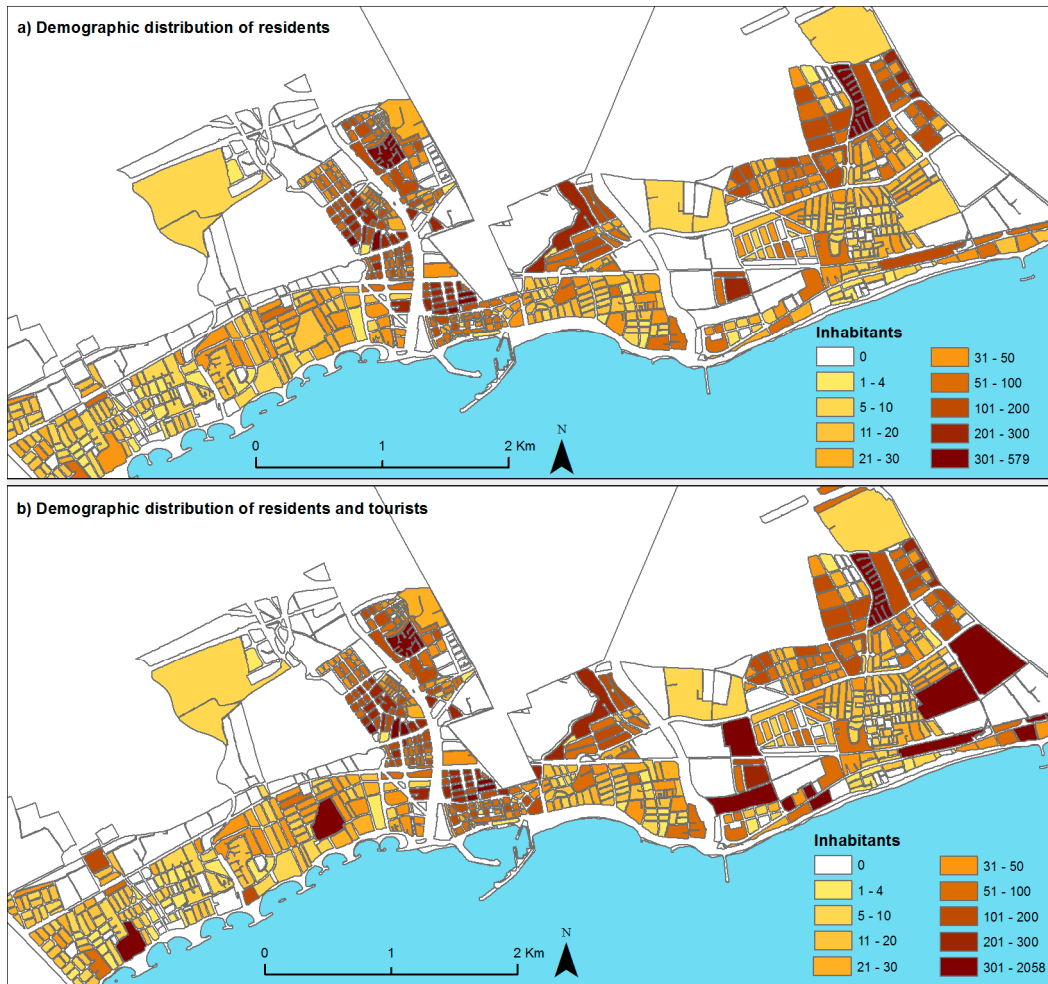 a) Demographic distribution of residents
Inhabitants
0
1 - 4
5 - 10
11 - 20
21 - 30
31 - 50
51 - 100
101 - 200
201 - 300
301 - 579
0 1 2 Km
N
b) Demographic distribution of residents and tourists
Inhabitants
0
1 - 4
5 - 10
11 - 20
21 - 30
31 - 50
51 - 100
101 - 200
201 - 300
301 - 2058
0 1 2 Km
N